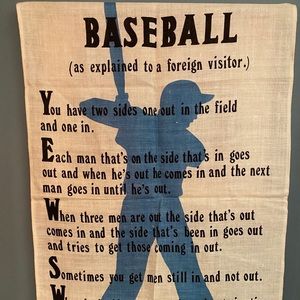 BASEBALL
(as explained to a foreign visitor.)
You have two sides one out in the field
and one in.
Each man that's on the side that's in goes
out and when he's out he comes in and the next
man goes in until he's out.
When three men are out the side that's out
comes in and the side that's been in goes out
and tries to get those coming in out.
Sometimes you get men still in and not out.